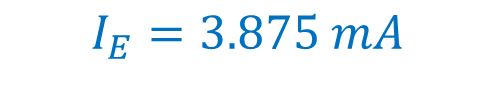 I_E = 3.875 mA